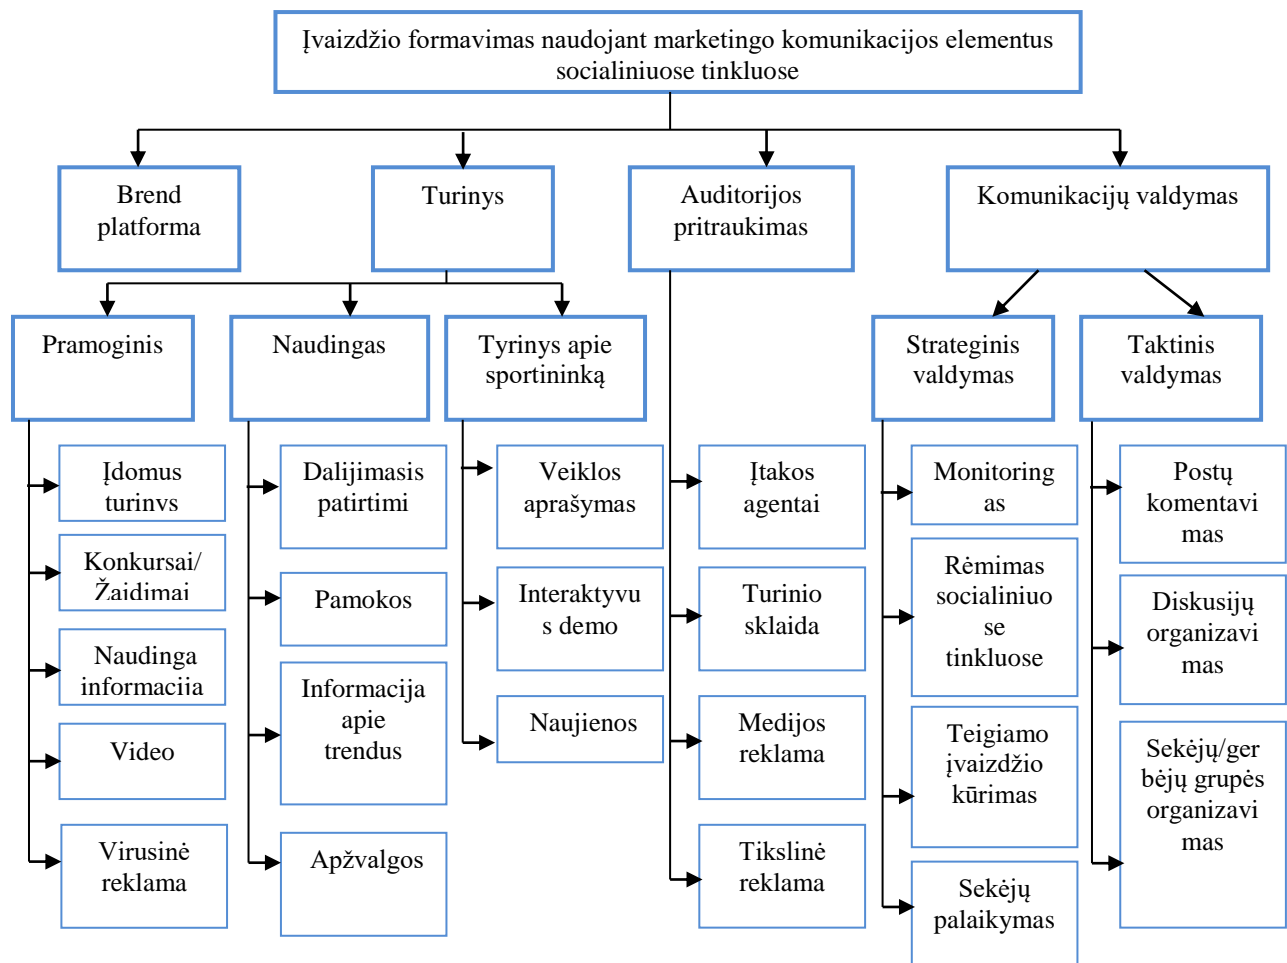 Įvaizdžio formavimas naudojant marketingo komunikacijos elementus
socialiniuose tinkluose
Brend
platforma
Turinys
Auditorijos
pritraukimas
Komunikacijų valdymas
Pramoginis
Naudingas
Tyrinys apie
sportininką
Strateginis
valdymas
Taktinis
valdymas
Įdomus
turinys
Konkursai/
Žaidimai
Naudinga
informacija
Video
Virusinė
reklama
Dalijimasis
patirtimi
Pamokos
Informacija
apie
trendus
Apžvalgos
Veiklos
aprašymas
Interaktyvu
s demo
Naujienos
Įtakos
agentai
Turinio
sklaida
Medijos
reklama
Tikslinė
reklama
Monitoring
as
Rėmimas
socialiniuo
se
tinkluose
Teigiamo
įvaizdžio
kūrimas
Sekėjų
palaikymas
Postų
komentavi
mas
Diskusijų
organizavi
mas
Sekėjų/ger
bėjų grupės
organizavi
mas